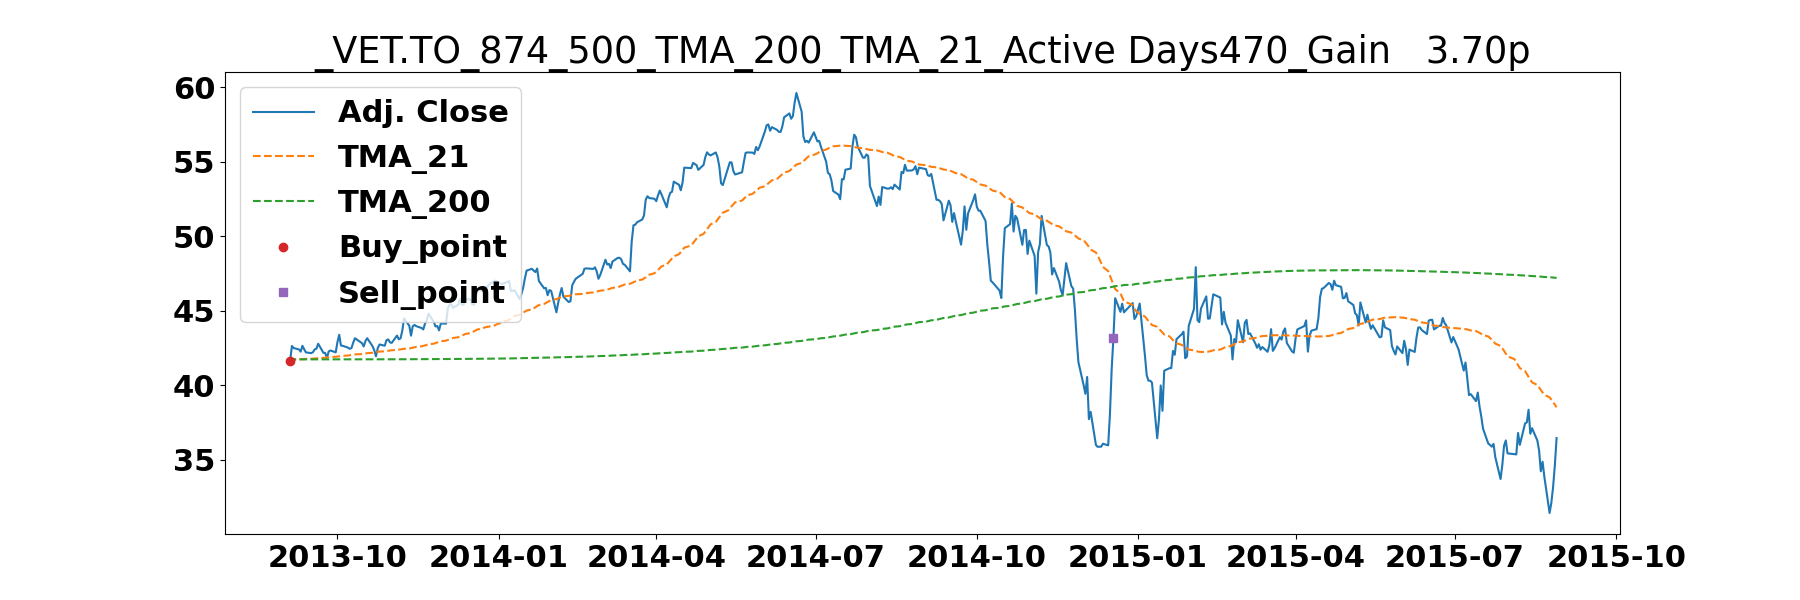 _VET.TO_874_500_TMA_200_TMA_21_Active Days470_Gain   3.70p
60
55
50
45
40
35
Adj. Close
TMA_21
TMA_200
Buy_point
Sell_point
2013-10 2014-01 2014-04 2014-07 2014-10 2015-01 2015-04 2015-07 2015-10